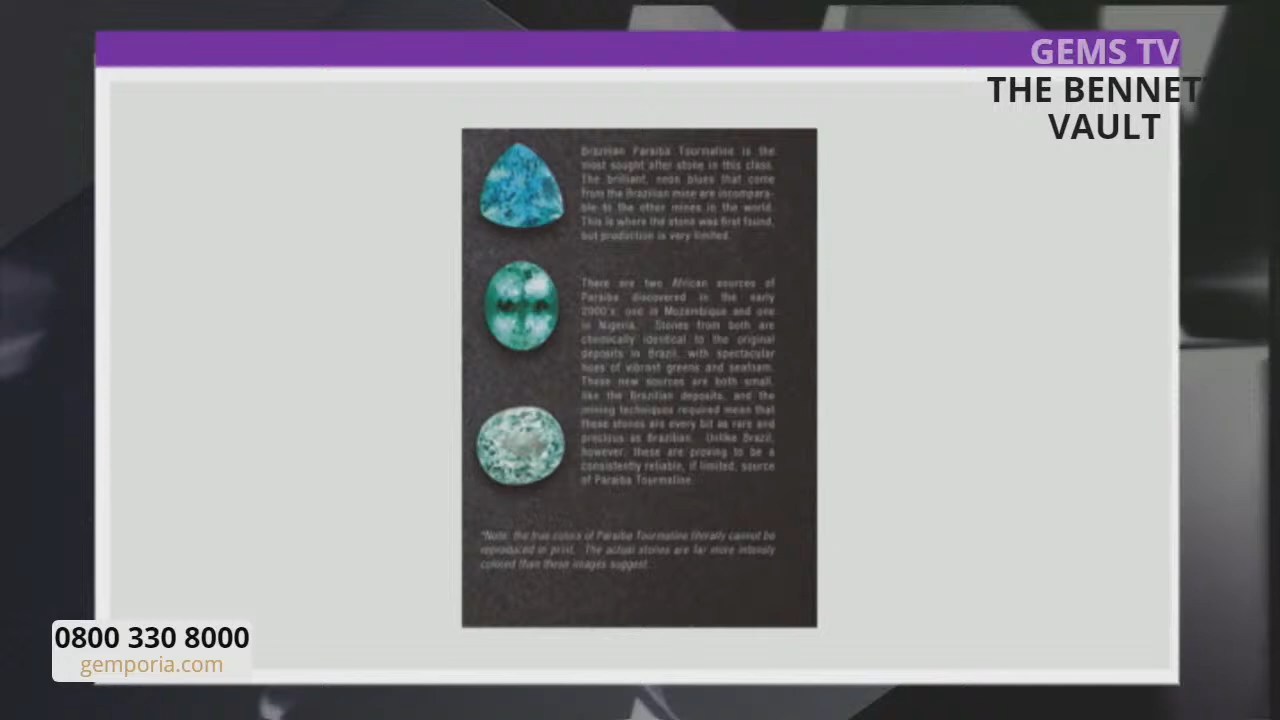 GEMS TV
THE BENNET
VAULT
Brazilian Paraiba Tourmaline is the
most sought after stone in this class.
The brilliant, neon blues that come
from the Brazilian mine are incompara-
ble to the other mines in the world.
This is where the stone was first found,
but production is very limited.
There are two African sources of
Paraiba discovered in the early
2000's: one in Mozambique and one
in Nigeria. Stones from both are
chemically identical to the original
deposits in Brazil, with spectacular
hues of vibrant greens and seafoam.
These new sources are both small,
like the Brazilian deposits, and the
mining techniques required mean that
these stones are every bit as rare and
precious as Brazilian. Unlike Brazil,
however, these are proving to be a
consistently reliable, if limited, source
of Paraiba Tourmaline.
*Note: the true colors of Paraiba Tourmaline literally cannot be
reproduced in print. The actual stones are far more intensly
colored than these images suggest.
0800 330 8000
gemporia.com